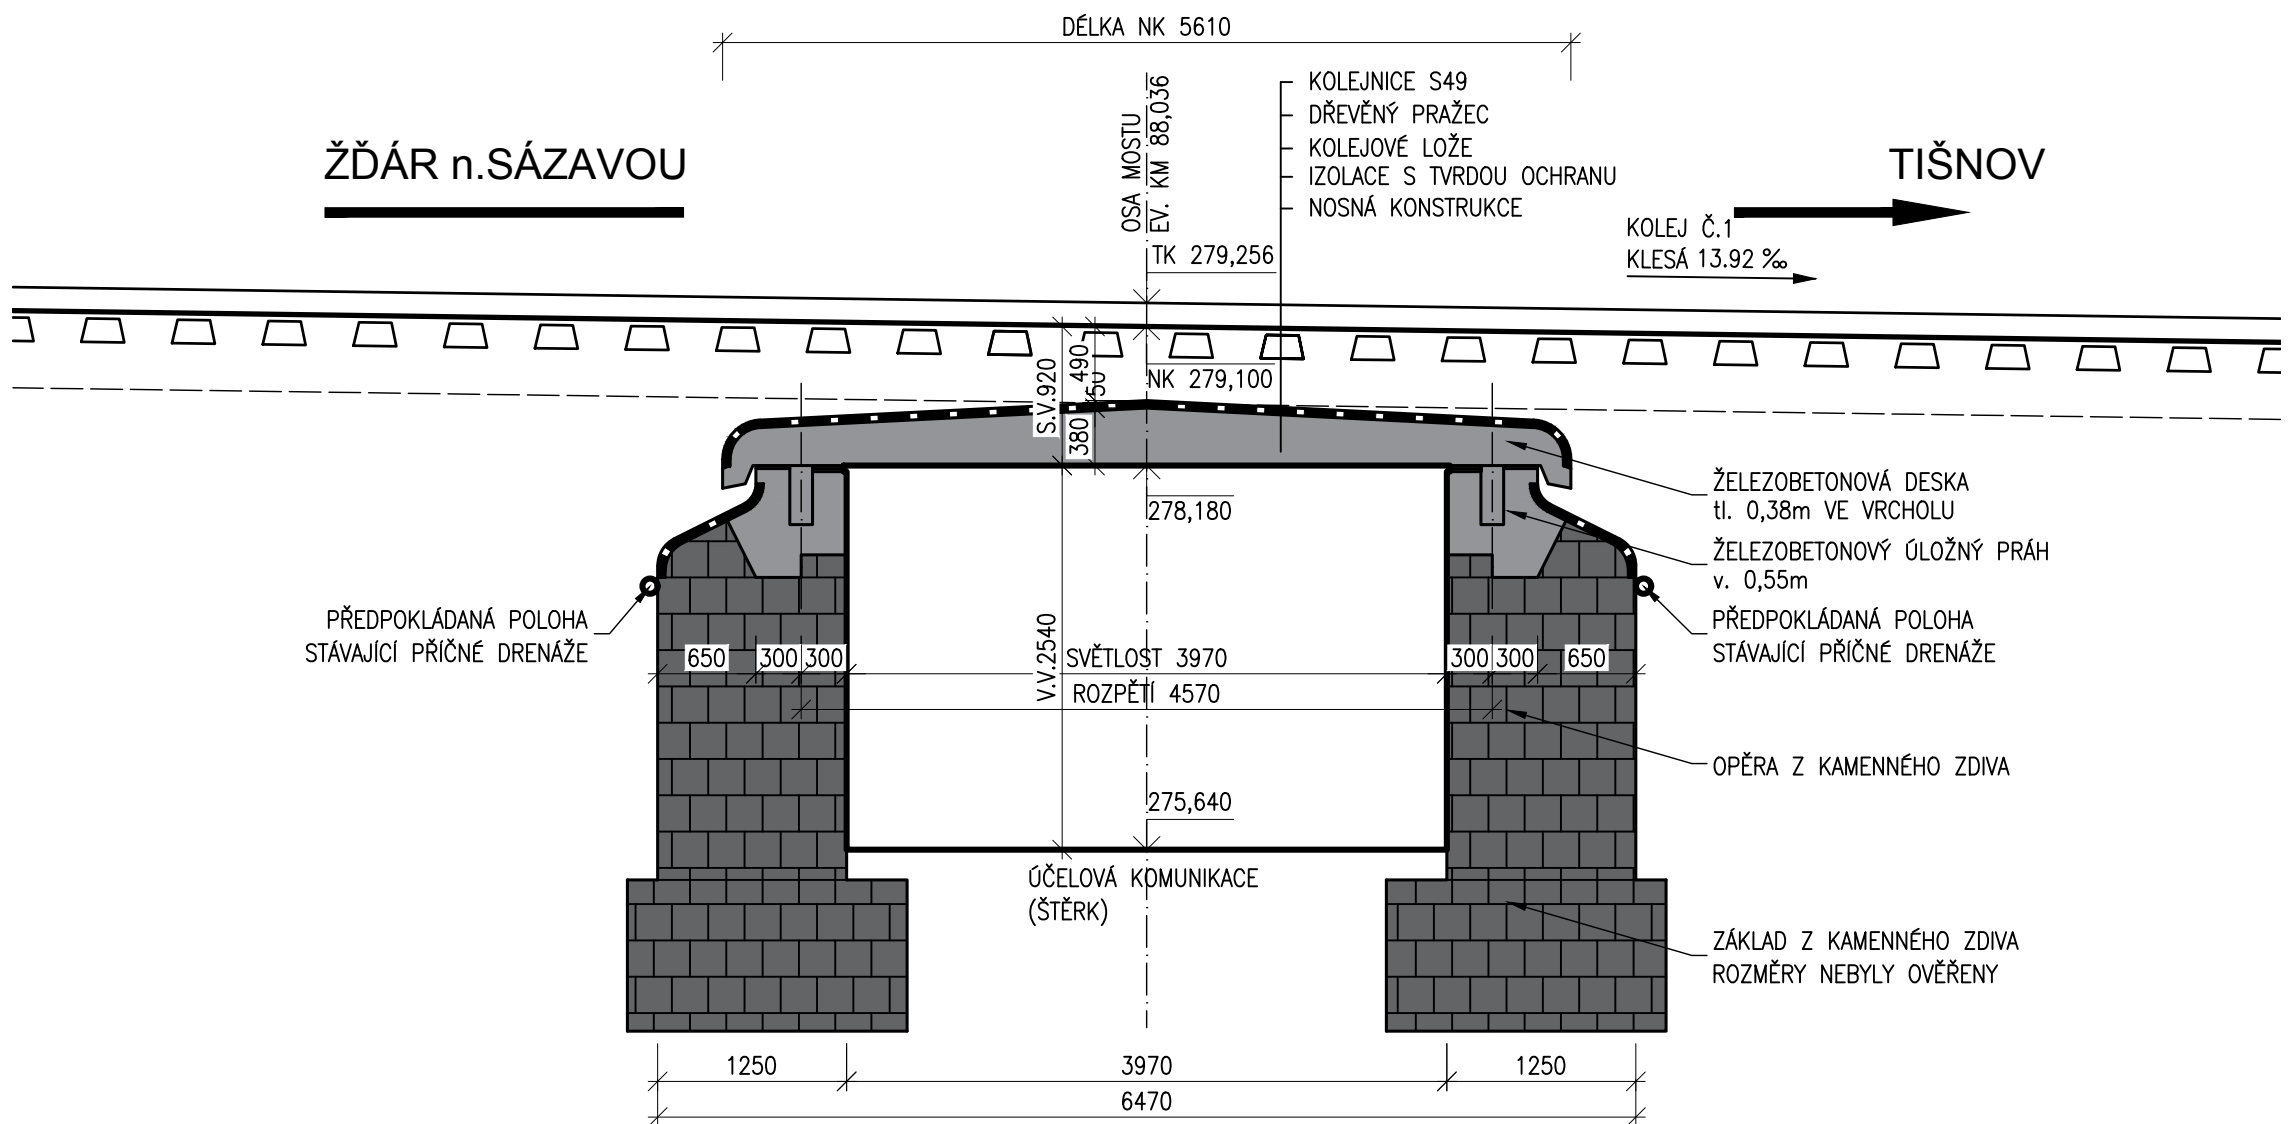 DÉLKA NK 5610
KOLEJNICE S49
DŘEVĚNÝ PRAŽEC
KOLEJOVÉ LOŽE
IZOLACE S TVRDOU OCHRANU
NOSNÁ KONSTRUKCE
OSA MOSTU
EV. KM 88,036
ŽĎÁR n.SÁZAVOU
TIŠNOV
KOLEJ Č.1
KLESÁ 13.92 ‰
TK 279,256
NK 279,100
S.V.920
490
50
380
278,180
ŽELEZOBETONOVÁ DESKA
tl. 0,38m VE VRCHOLU
ŽELEZOBETONOVÝ ÚLOŽNÝ PRÁH
v. 0,55m
PŘEDPOKLÁDANÁ POLOHA
STÁVAJÍCÍ PŘÍČNÉ DRENÁŽE
PŘEDPOKLÁDANÁ POLOHA
STÁVAJÍCÍ PŘÍČNÉ DRENÁŽE
650 300 300 SVĚTLOST 3970 300 300 650
ROZPĚTÍ 4570
V.V.2540
OPĚRA Z KAMENNÉHO ZDIVA
275,640
ÚČELOVÁ KOMUNIKACE
(ŠTĚRK)
ZÁKLAD Z KAMENNÉHO ZDIVA
ROZMĚRY NEBYLY OVĚŘENY
1250 3970 1250
6470